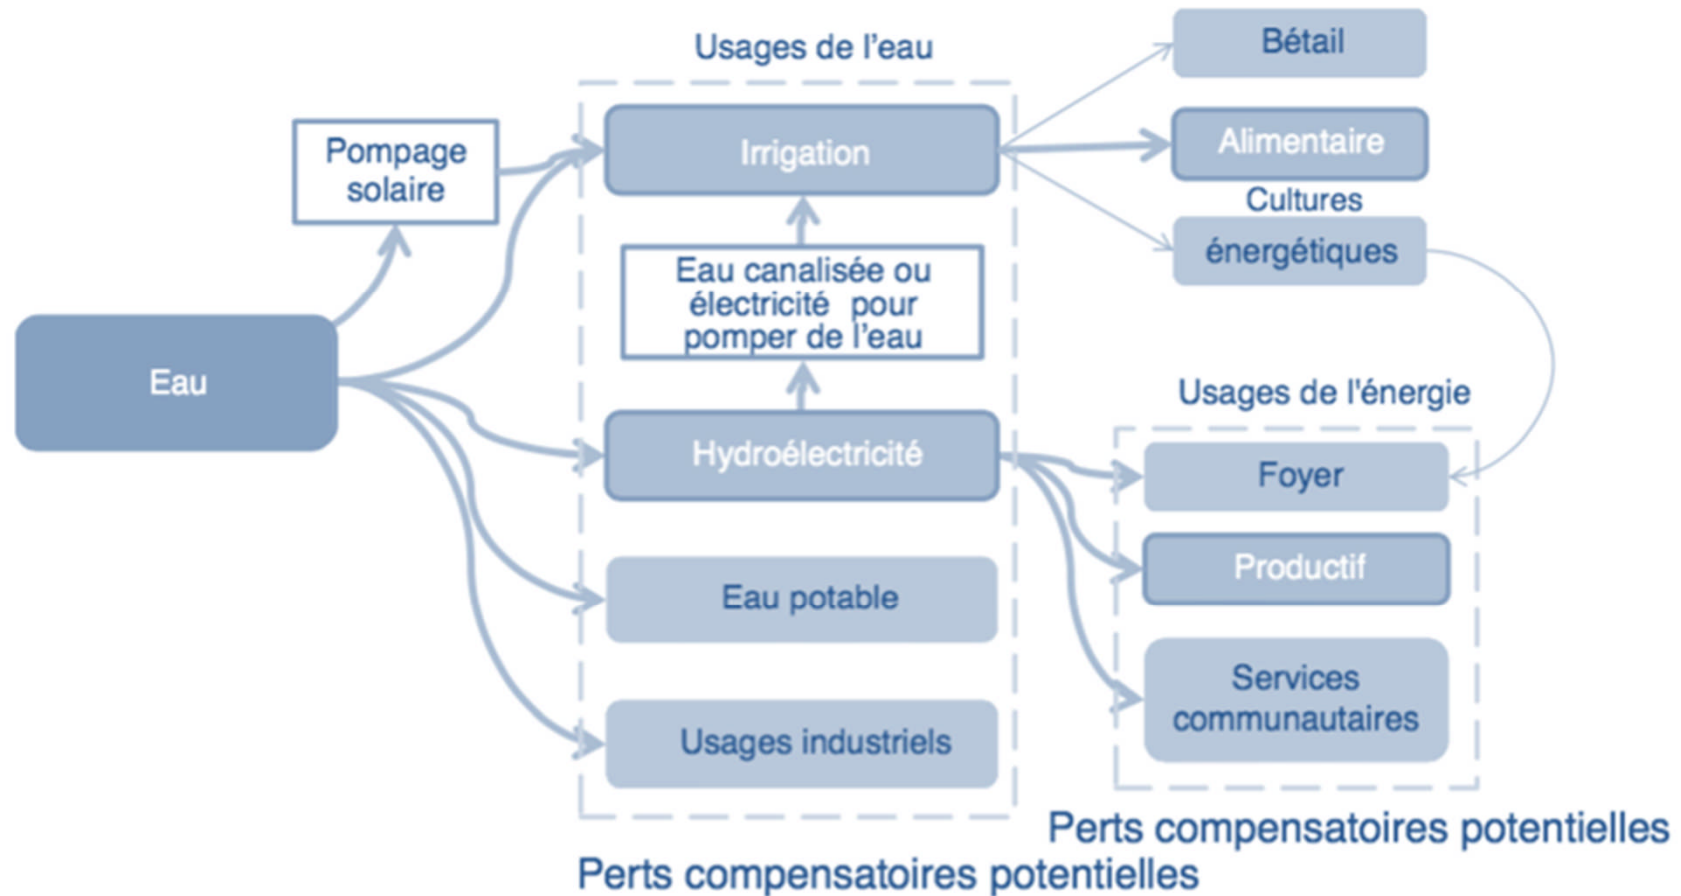 Usages de l'eau
Bétail
Pompage
solaire
Irrigation
Alimentaire
Cultures
énergétiques
Eau canalisée ou
électricité pour
pomper de l'eau
Eau
Usages de l'énergie
Hydroélectricité
Foyer
Productif
Eau potable
Services
communautaires
Usages industriels
Perts compensatoires potentielles
Perts compensatoires potentielles